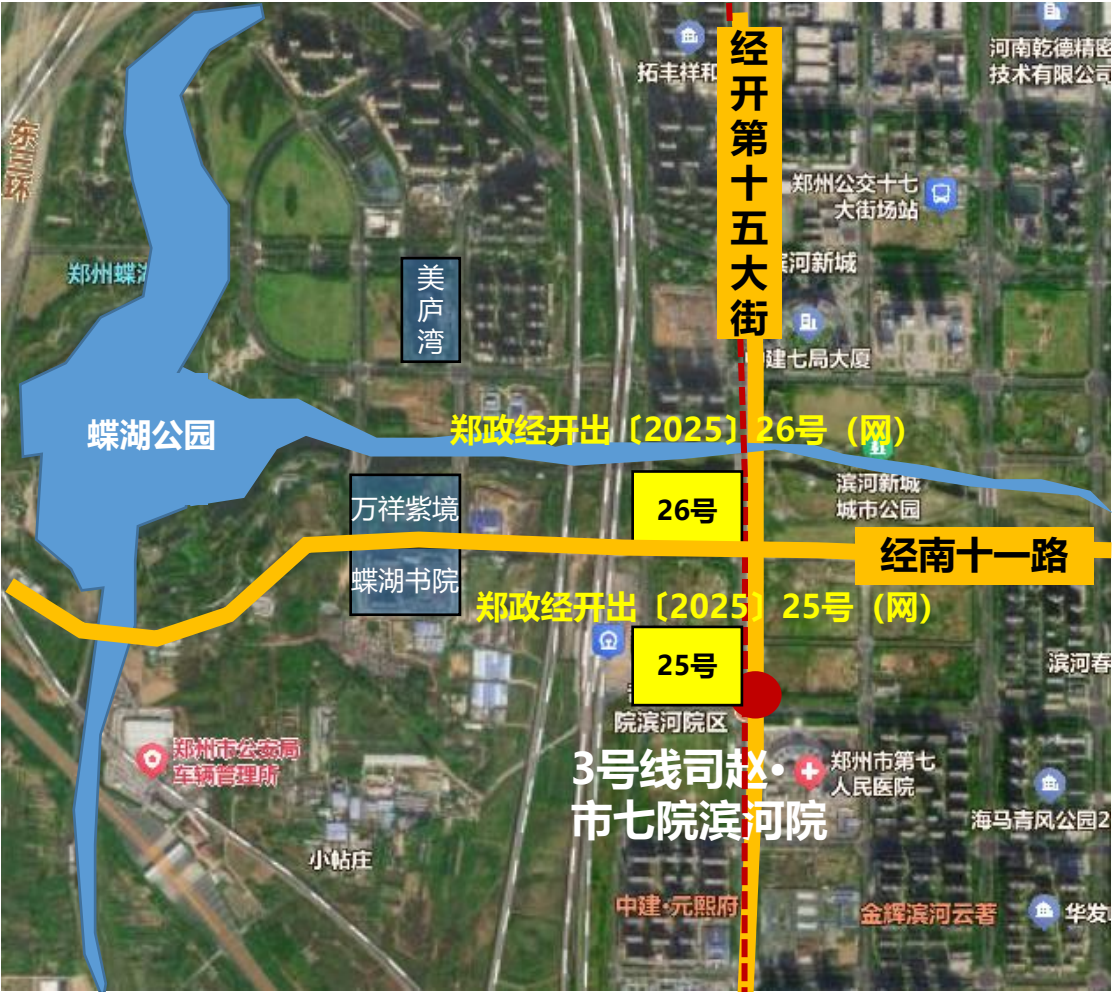 河南乾德精密
技术有限公司
拓丰祥和
经开第十五大街
东三环
郑州公交十七
大街场站
郑州蝶湖
滨河新城
美庐湾
中建七局大厦
蝶湖公园
郑政经开出〔2025〕26号（网）
滨河新城
城市公园
万祥紫境
26号
经南十一路
蝶湖书院
郑政经开出〔2025〕25号（网）
25号
滨河春
院滨河院区
郑州市公安局
车辆管理所
3号线司赵·
市七院滨河院
郑州市第七
人民医院
海马青风公园2
小帖庄
中建·元熙府
金辉滨河云著
华发